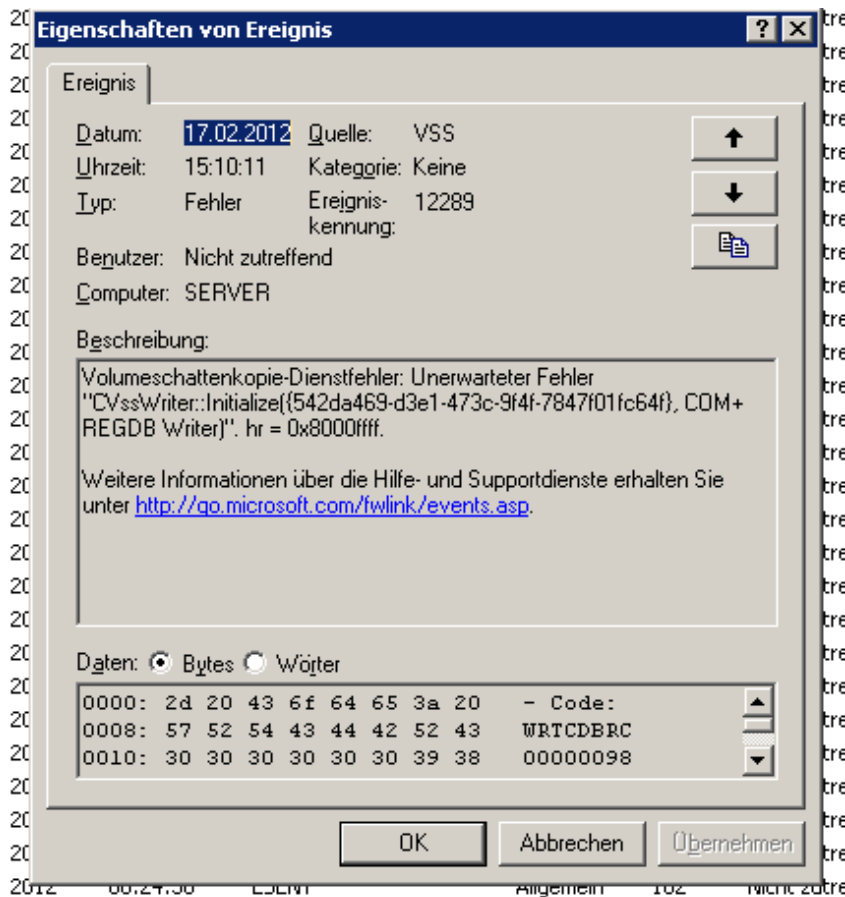 Eigenschaften von Ereignis
Ereignis
Datum: 17.02.2012 Quelle: VSS
Uhrzeit: 15:10:11 Kategorie: Keine
Typ: Fehler Ereignis- 12289
kennung:
Benutzer: Nicht zutreffend
Computer: SERVER
Beschreibung:
Volumeschattenkopie-Dienstfehler: Unerwarteter Fehler
"CVssWriter::Initialize({542da469-d3e1-473c-9f4f-7847f01fc64f}, COM+
REGDB Writer)". hr = 0x8000ffff.
Weitere Informationen über die Hilfe- und Supportdienste erhalten Sie
unter http://go.microsoft.com/fwlink/events.asp.
Daten: Bytes Wörter
0000: 2d 20 43 6f 64 65 3a 20 - Code:
0008: 57 52 54 43 44 42 52 43 WRTCDBRC
0010: 30 30 30 30 30 30 39 38 00000098
OK Abbrechen Übernehmen